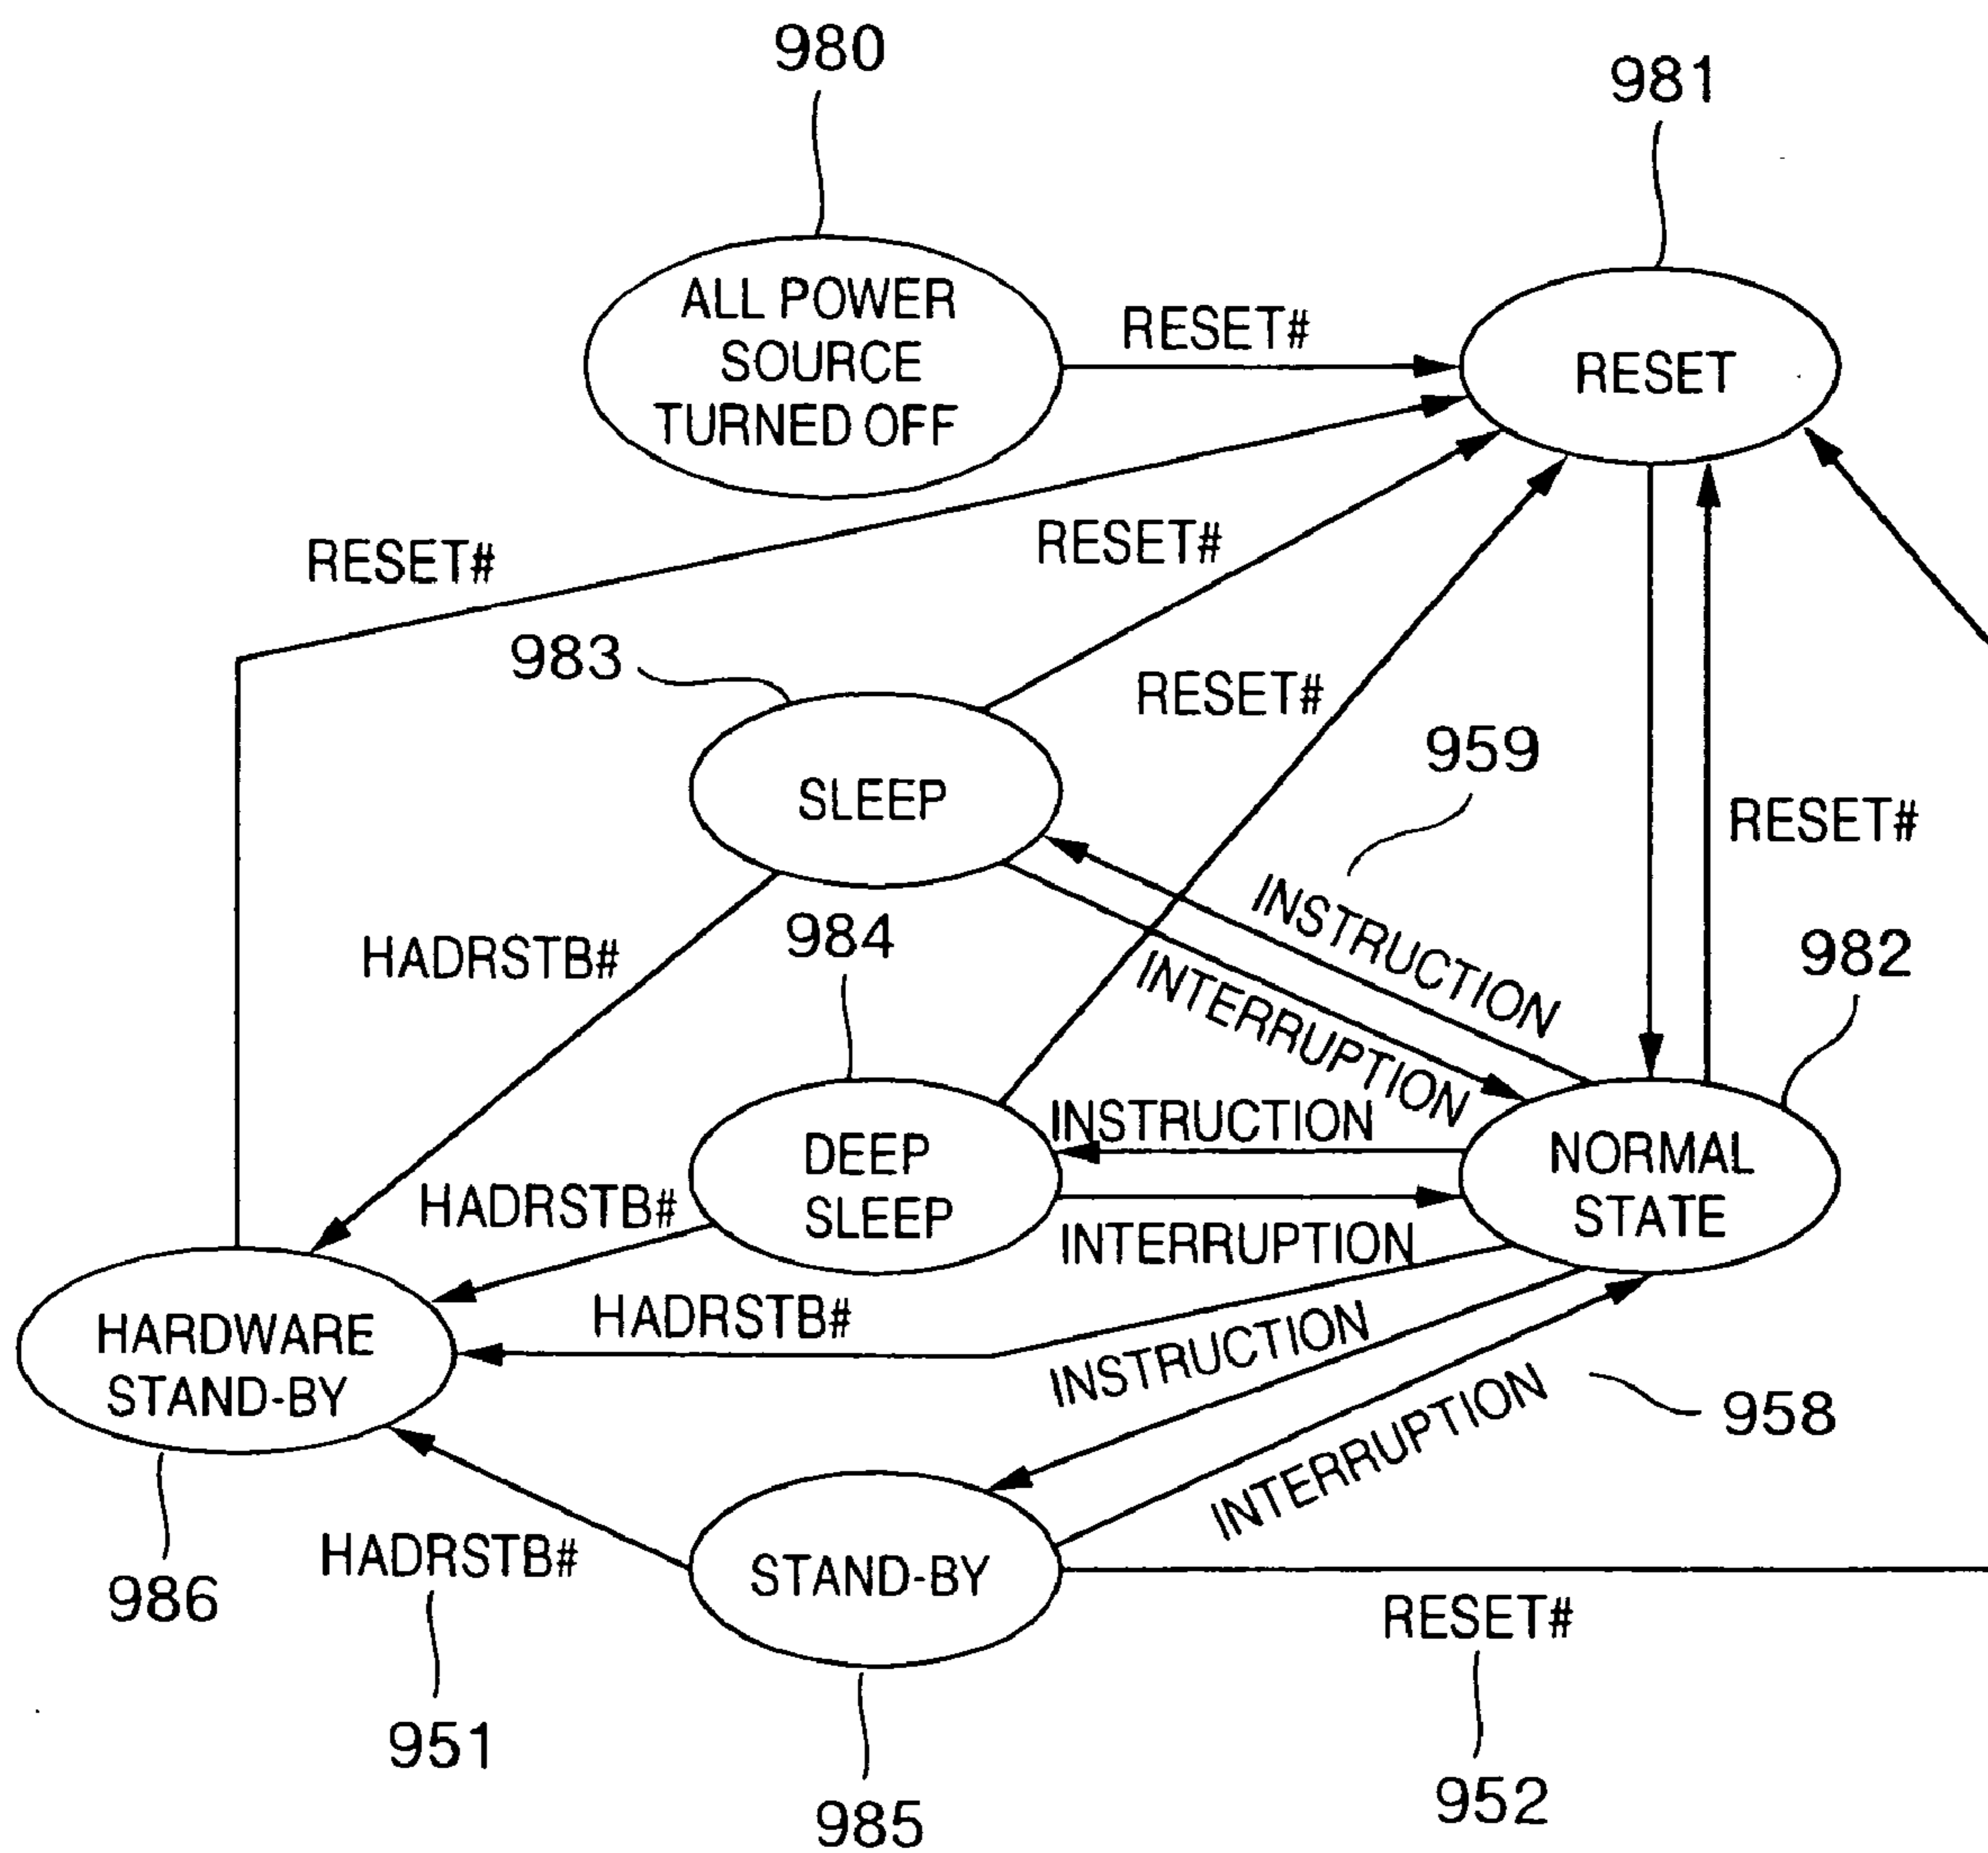 980
981
ALL POWER
SOURCE
TURNED OFF
RESET#
RESET
RESET#
RESET#
983
RESET#
959
SLEEP
RESET#
INSTRUCTION
984
HADRSTB#
982
INTERRUPTION
INSTRUCTION
DEEP
SLEEP
NORMAL
STATE
HADRSTB#
INTERRUPTION
HADRSTB#
HARDWARE
STAND-BY
INSTRUCTION
INTERRUPTION
958
HADRSTB#
STAND-BY
986
RESET#
951
985
952